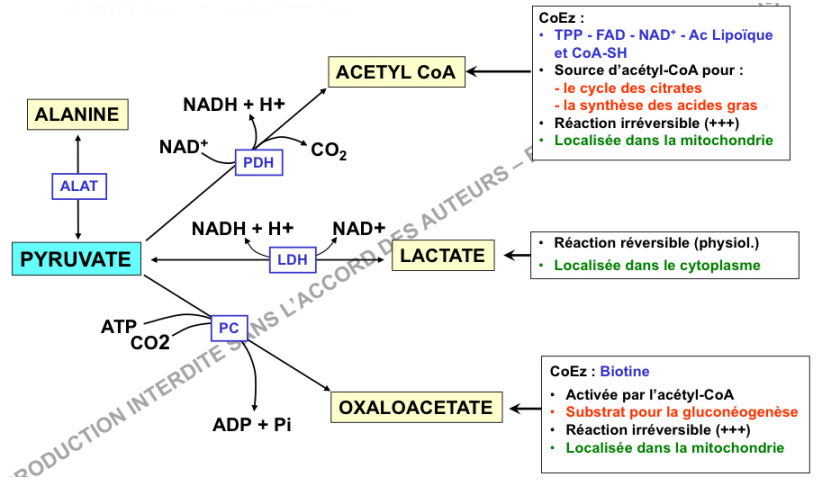 CoEz :
• TPP - FAD - NAD⁺ - Ac Lipoïque
et CoA-SH
• Source d'acétyl-CoA pour :
- le cycle des citrates
- la synthèse des acides gras
• Réaction irréversible (+++)
• Localisée dans la mitochondrie
ACETYL CoA
NADH + H+
ALANINE
NAD⁺
CO₂
PDH
ALAT
NADH + H+
NAD+
PYRUVATE
LDH
LACTATE
• Réaction réversible (physiol.)
• Localisée dans le cytoplasme
ATP
CO2
PC
ADP + Pi
OXALOACETATE
CoEz : Biotine
• Activée par l'acétyl-CoA
• Substrat pour la gluconéogenèse
• Réaction irréversible (+++)
• Localisée dans la mitochondrie
RODUCTION INTERDITE SANS L'ACCORD DES AUTEURS –